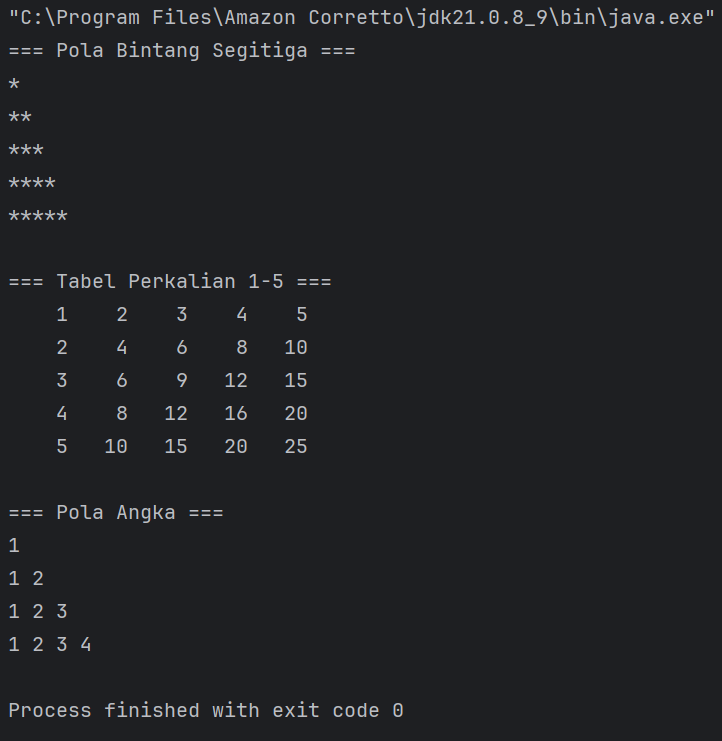 "C:\Program Files\Amazon Corretto\jdk21.0.8_9\bin\java.exe"
=== Pola Bintang Segitiga ===
*
**
***
****
*****

=== Tabel Perkalian 1-5 ===
    1    2    3    4    5
    2    4    6    8   10
    3    6    9   12   15
    4    8   12   16   20
    5   10   15   20   25

=== Pola Angka ===
1
1 2
1 2 3
1 2 3 4

Process finished with exit code 0